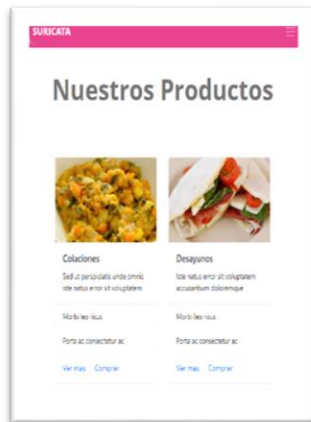 SURICATA
Nuestros Productos
Colaciones
Sed ut perspiciatis unde omnis
iste natus error sit voluptatem
Morbi leo risus
Porta ac consectetur ac
Ver mas Comprar
Desayunos
Iste natus error sit voluptatem
accusantium doloremque
Morbi leo risus
Porta ac consectetur ac
Ver mas Comprar